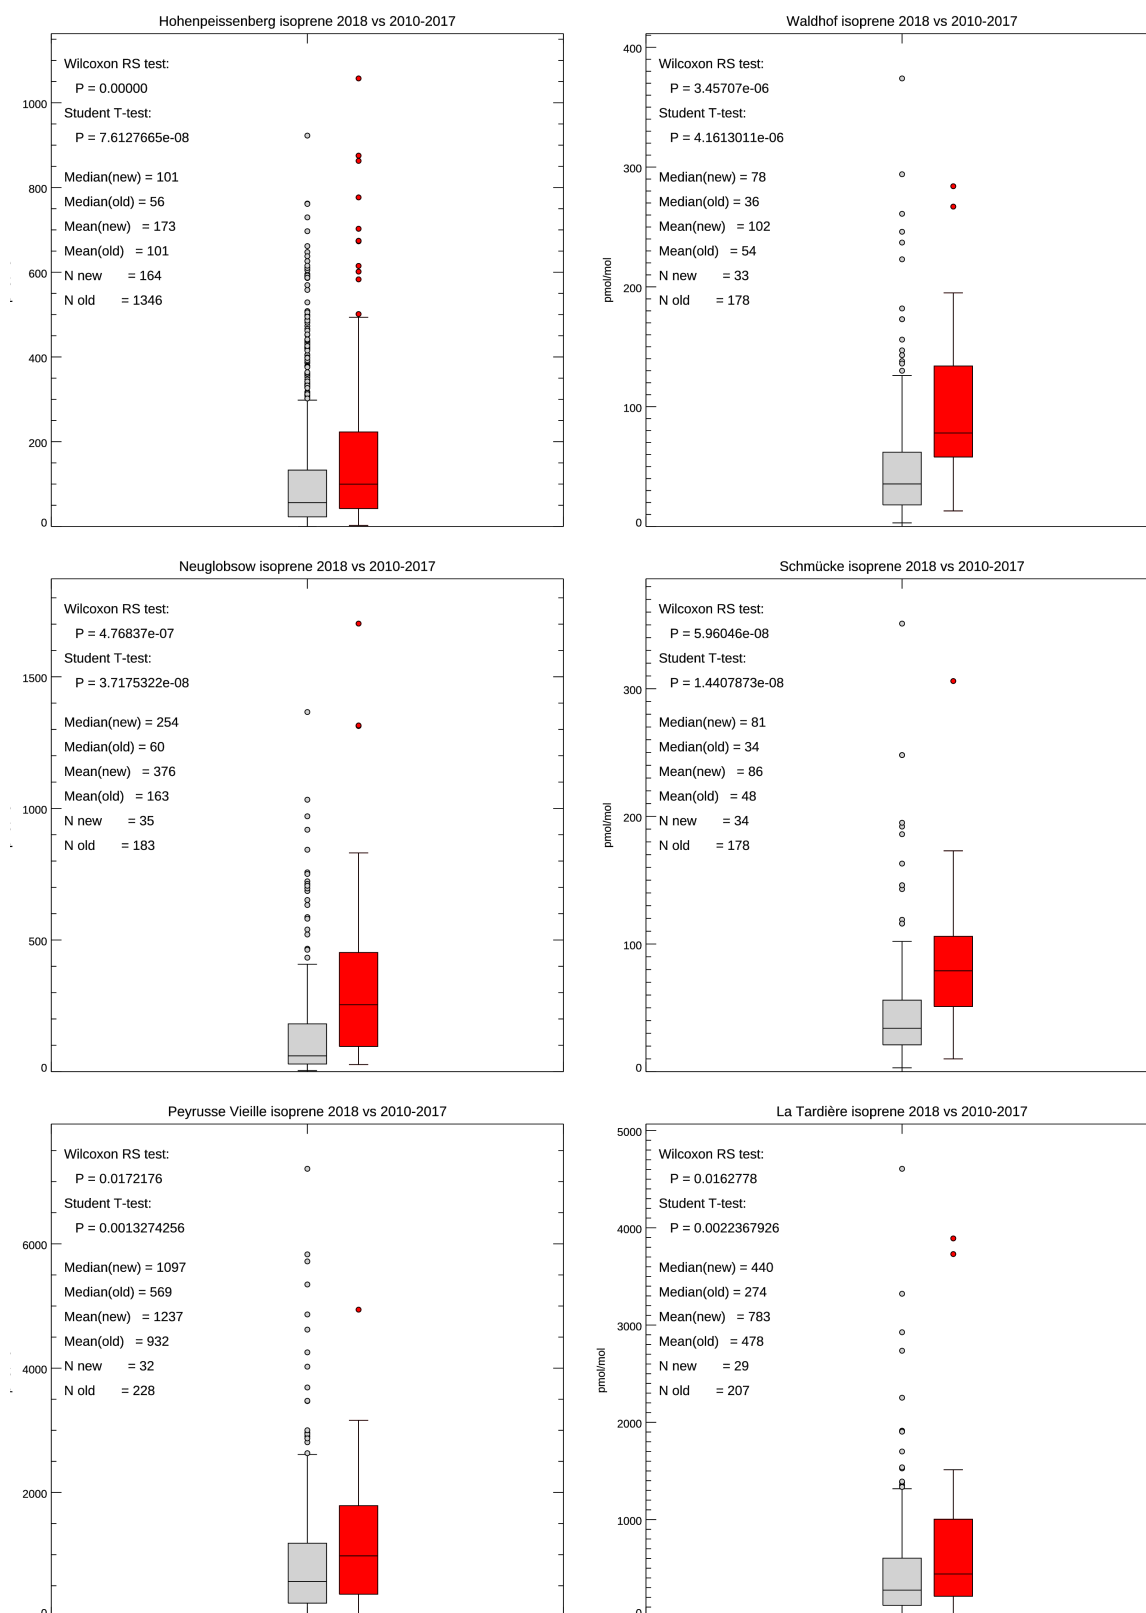 Hohenpeissenberg isoprene 2018 vs 2010-2017
Wilcoxon RS test:
P = 0.00000
Student T-test:
P = 7.6127665e-08
Median(new) = 101
Median(old) = 56
Mean(new) = 173
Mean(old) = 101
N new = 164
N old = 1346
1000
800
600
400
200
0
Waldhof isoprene 2018 vs 2010-2017
Wilcoxon RS test:
P = 3.45707e-06
Student T-test:
P = 4.1613011e-06
Median(new) = 78
Median(old) = 36
Mean(new) = 102
Mean(old) = 54
N new = 33
N old = 178
400
300
200
100
0
pmol/mol
Neuglobsow isoprene 2018 vs 2010-2017
Wilcoxon RS test:
P = 4.76837e-07
Student T-test:
P = 3.7175322e-08
Median(new) = 254
Median(old) = 60
Mean(new) = 376
Mean(old) = 163
N new = 35
N old = 183
1500
1000
500
0
Schmücke isoprene 2018 vs 2010-2017
Wilcoxon RS test:
P = 5.96046e-08
Student T-test:
P = 1.4407873e-08
Median(new) = 81
Median(old) = 34
Mean(new) = 86
Mean(old) = 48
N new = 34
N old = 178
300
200
100
0
pmol/mol
Peyrusse Vieille isoprene 2018 vs 2010-2017
Wilcoxon RS test:
P = 0.0172176
Student T-test:
P = 0.0013274256
Median(new) = 1097
Median(old) = 569
Mean(new) = 1237
Mean(old) = 932
N new = 32
N old = 228
6000
4000
2000
0
La Tardière isoprene 2018 vs 2010-2017
Wilcoxon RS test:
P = 0.0162778
Student T-test:
P = 0.0022367926
Median(new) = 440
Median(old) = 274
Mean(new) = 783
Mean(old) = 478
N new = 29
N old = 207
5000
4000
3000
2000
1000
0
pmol/mol